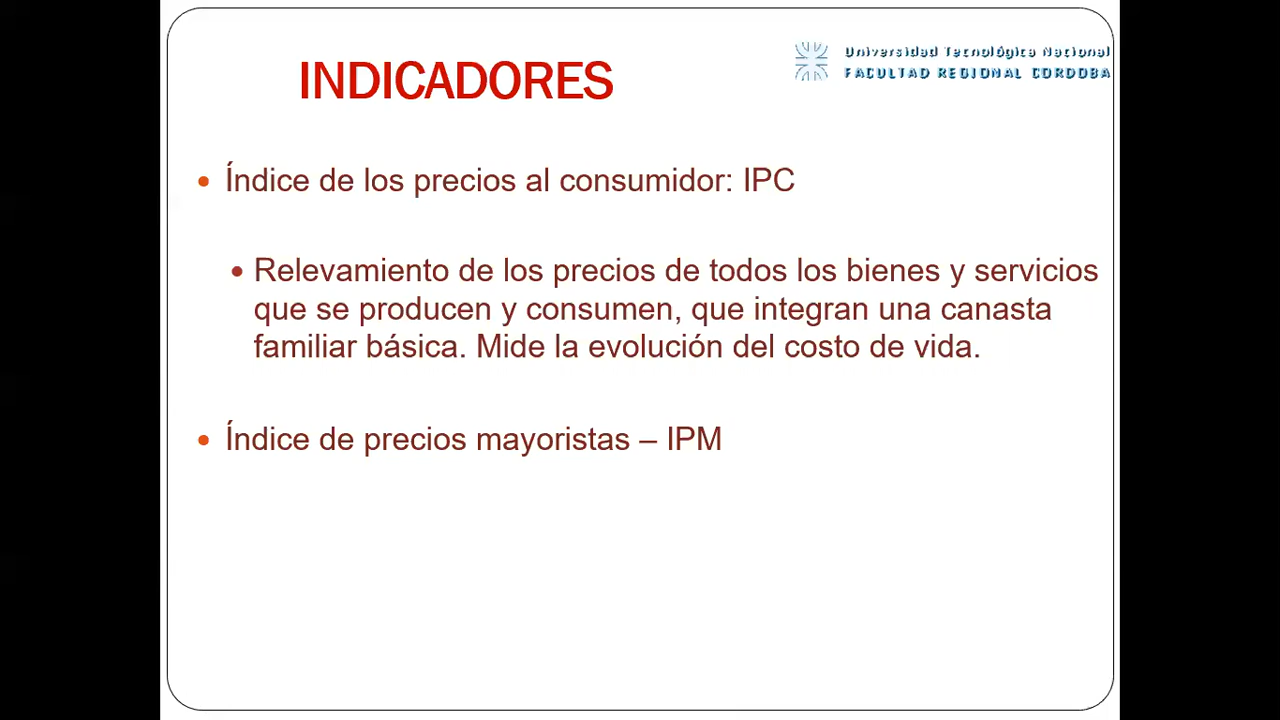 INDICADORES
Universidad Tecnológica Nacional
FACULTAD REGIONAL CORDOBA
• Índice de los precios al consumidor: IPC
• Relevamiento de los precios de todos los bienes y servicios
que se producen y consumen, que integran una canasta
familiar básica. Mide la evolución del costo de vida.
• Índice de precios mayoristas – IPM